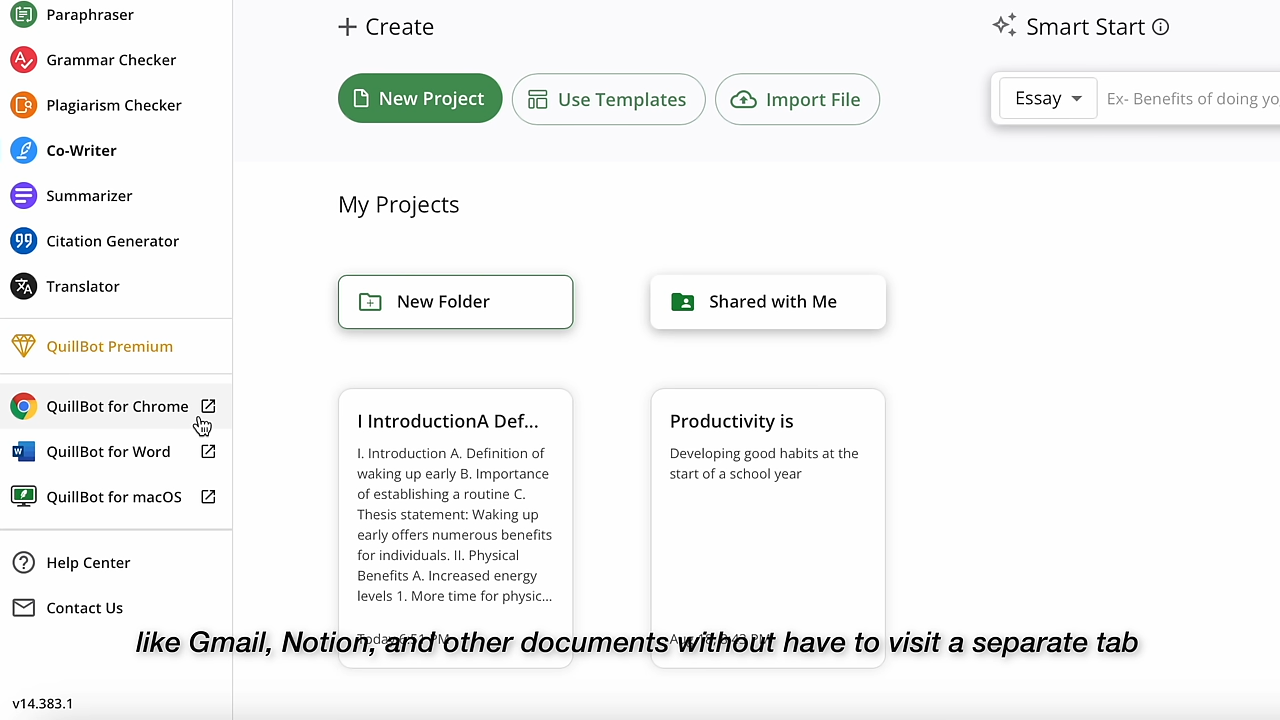 Paraphraser
Grammar Checker
Plagiarism Checker
Co-Writer
Summarizer
Citation Generator
Translator
QuillBot Premium
QuillBot for Chrome
QuillBot for Word
QuillBot for macOS
Help Center
Contact Us
v14.383.1
Create
New Project
Use Templates
Import File
Smart Start
Essay
Ex- Benefits of doing yo
My Projects
New Folder
Shared with Me
I IntroductionA Def...
I. Introduction A. Definition of
waking up early B. Importance
of establishing a routine C.
Thesis statement: Waking up
early offers numerous benefits
for individuals. II. Physical
Benefits A. Increased energy
levels 1. More time for physic...
Today
Productivity is
Developing good habits at the
start of a school year
like Gmail, Notion, and other documents without have to visit a separate tab